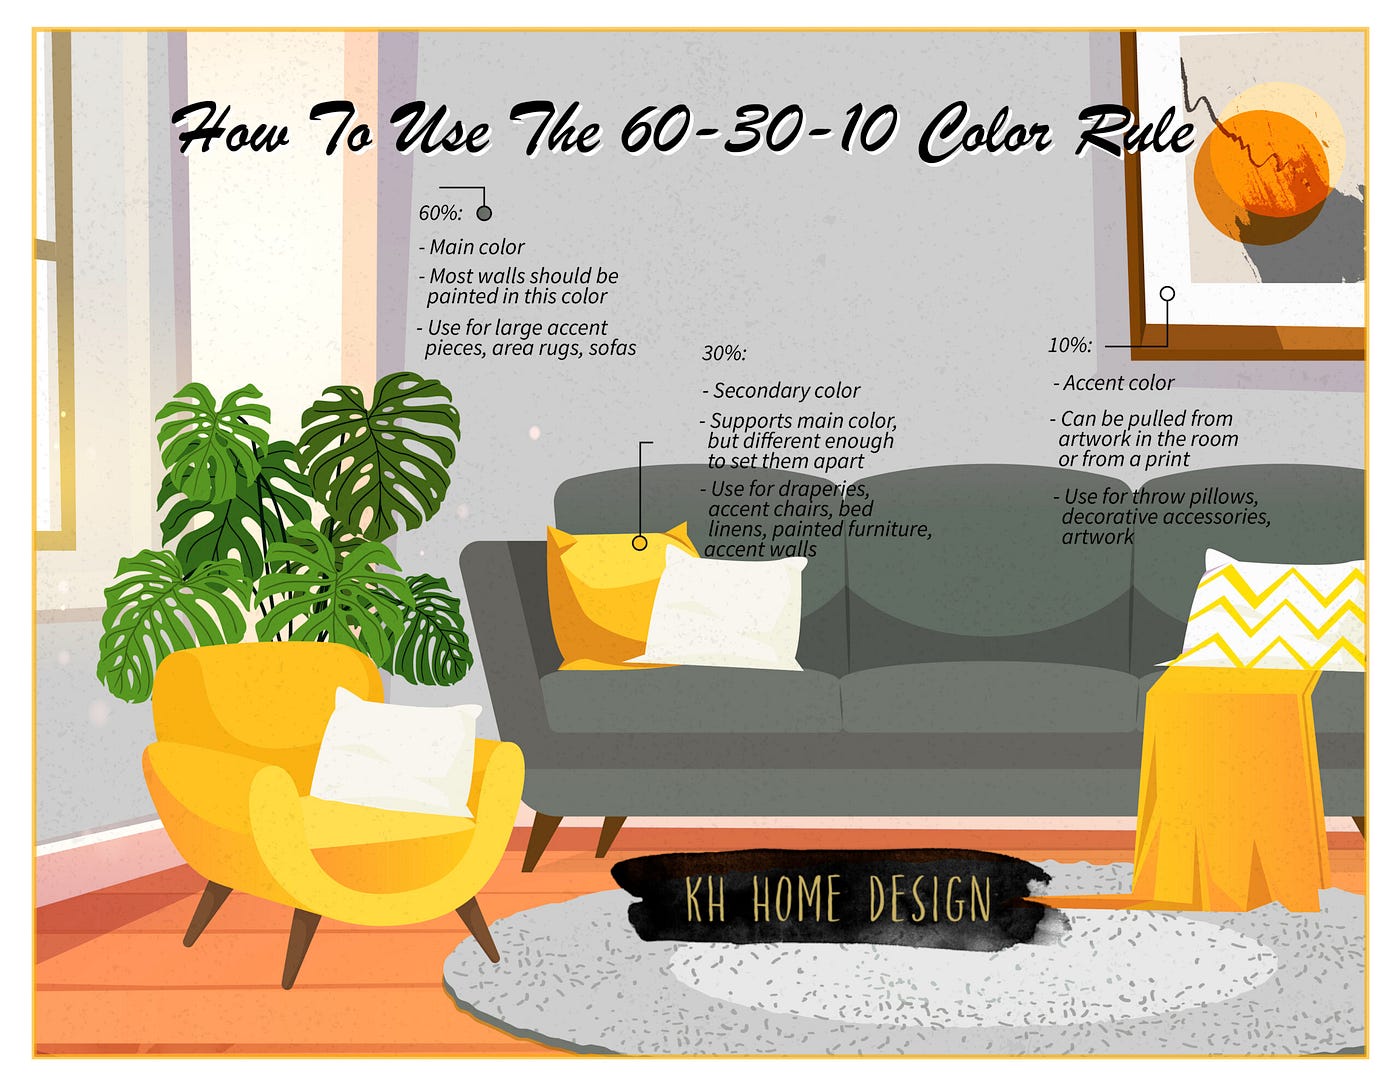 How To Use The 60-30-10 Color Rule
60%:
- Main color
- Most walls should be
painted in this color
- Use for large accent
pieces, area rugs, sofas
30%:
- Secondary color
- Supports main color,
but different enough
to set them apart
- Use for draperies,
accent chairs, bed
linens, painted furniture,
accent walls
10%:
- Accent color
- Can be pulled from
artwork in the room
or from a print
- Use for throw pillows,
decorative accessories,
artwork
KH HOME DESIGN